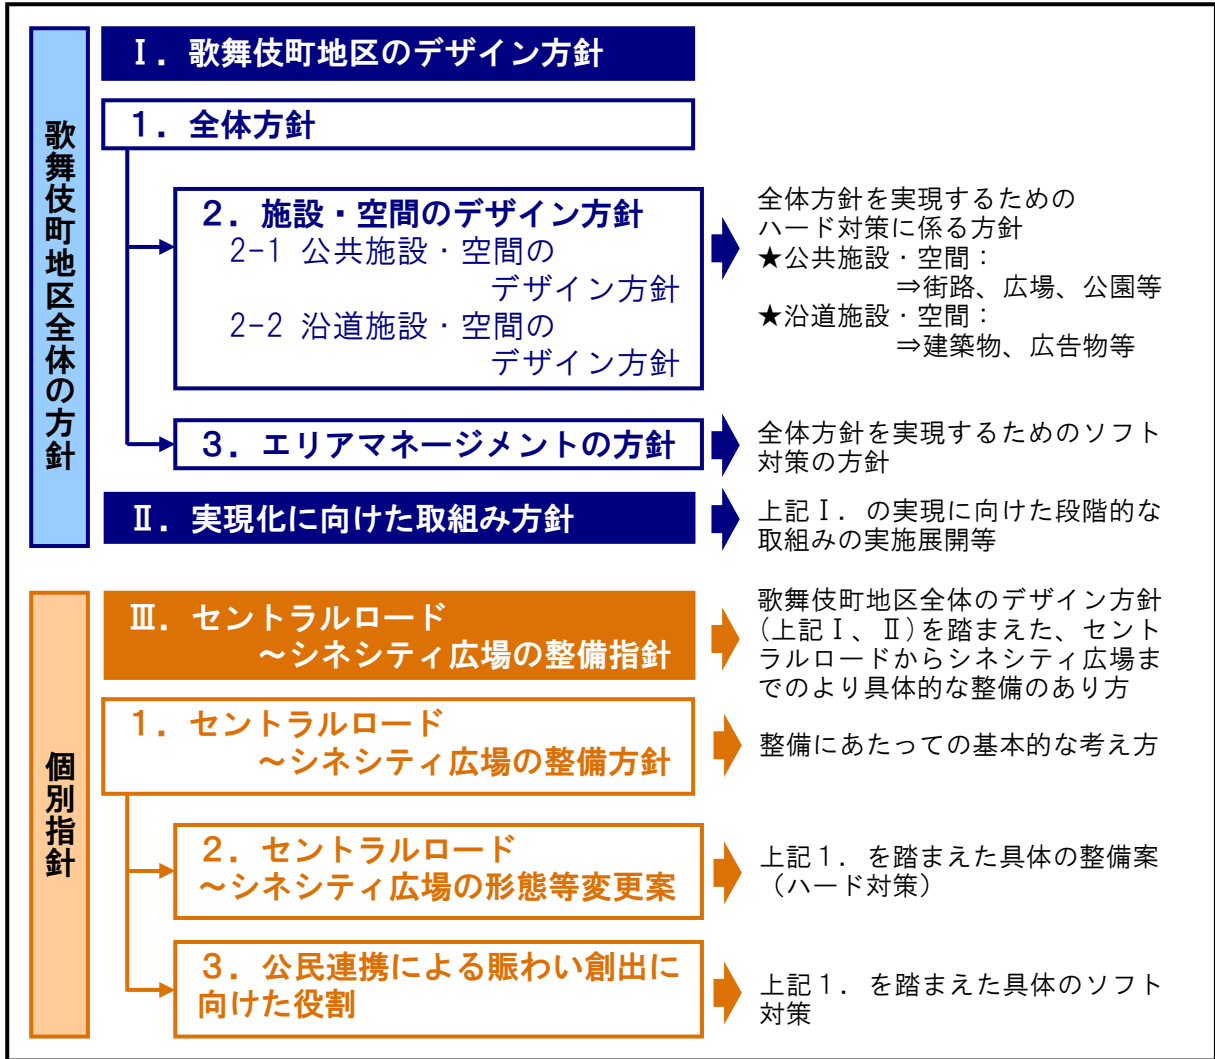 歌舞伎町地区全体の方針
Ⅰ．歌舞伎町地区のデザイン方針
１．全体方針
２．施設・空間のデザイン方針
2-1 公共施設・空間の
デザイン方針
2-2 沿道施設・空間の
デザイン方針
全体方針を実現するための
ハード対策に係る方針
★公共施設・空間：
⇒街路、広場、公園等
★沿道施設・空間：
⇒建築物、広告物等
３．エリアマネージメントの方針
全体方針を実現するためのソフト
対策の方針
Ⅱ．実現化に向けた取組み方針
上記Ⅰ．の実現に向けた段階的な
取組みの実施展開等
個別指針
Ⅲ．セントラルロード
～シネシティ広場の整備指針
歌舞伎町地区全体のデザイン方針
(上記Ⅰ、Ⅱ)を踏まえた、セント
ラルロードからシネシティ広場ま
でのより具体的な整備のあり方
１．セントラルロード
～シネシティ広場の整備方針
整備にあたっての基本的な考え方
２．セントラルロード
～シネシティ広場の形態等変更案
上記１．を踏まえた具体の整備案
（ハード対策）
３．公民連携による賑わい創出に
向けた役割
上記１．を踏まえた具体のソフト
対策